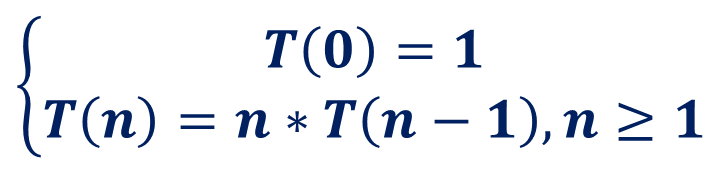 T(0) = 1
T(n) = n * T(n − 1), n ≥ 1